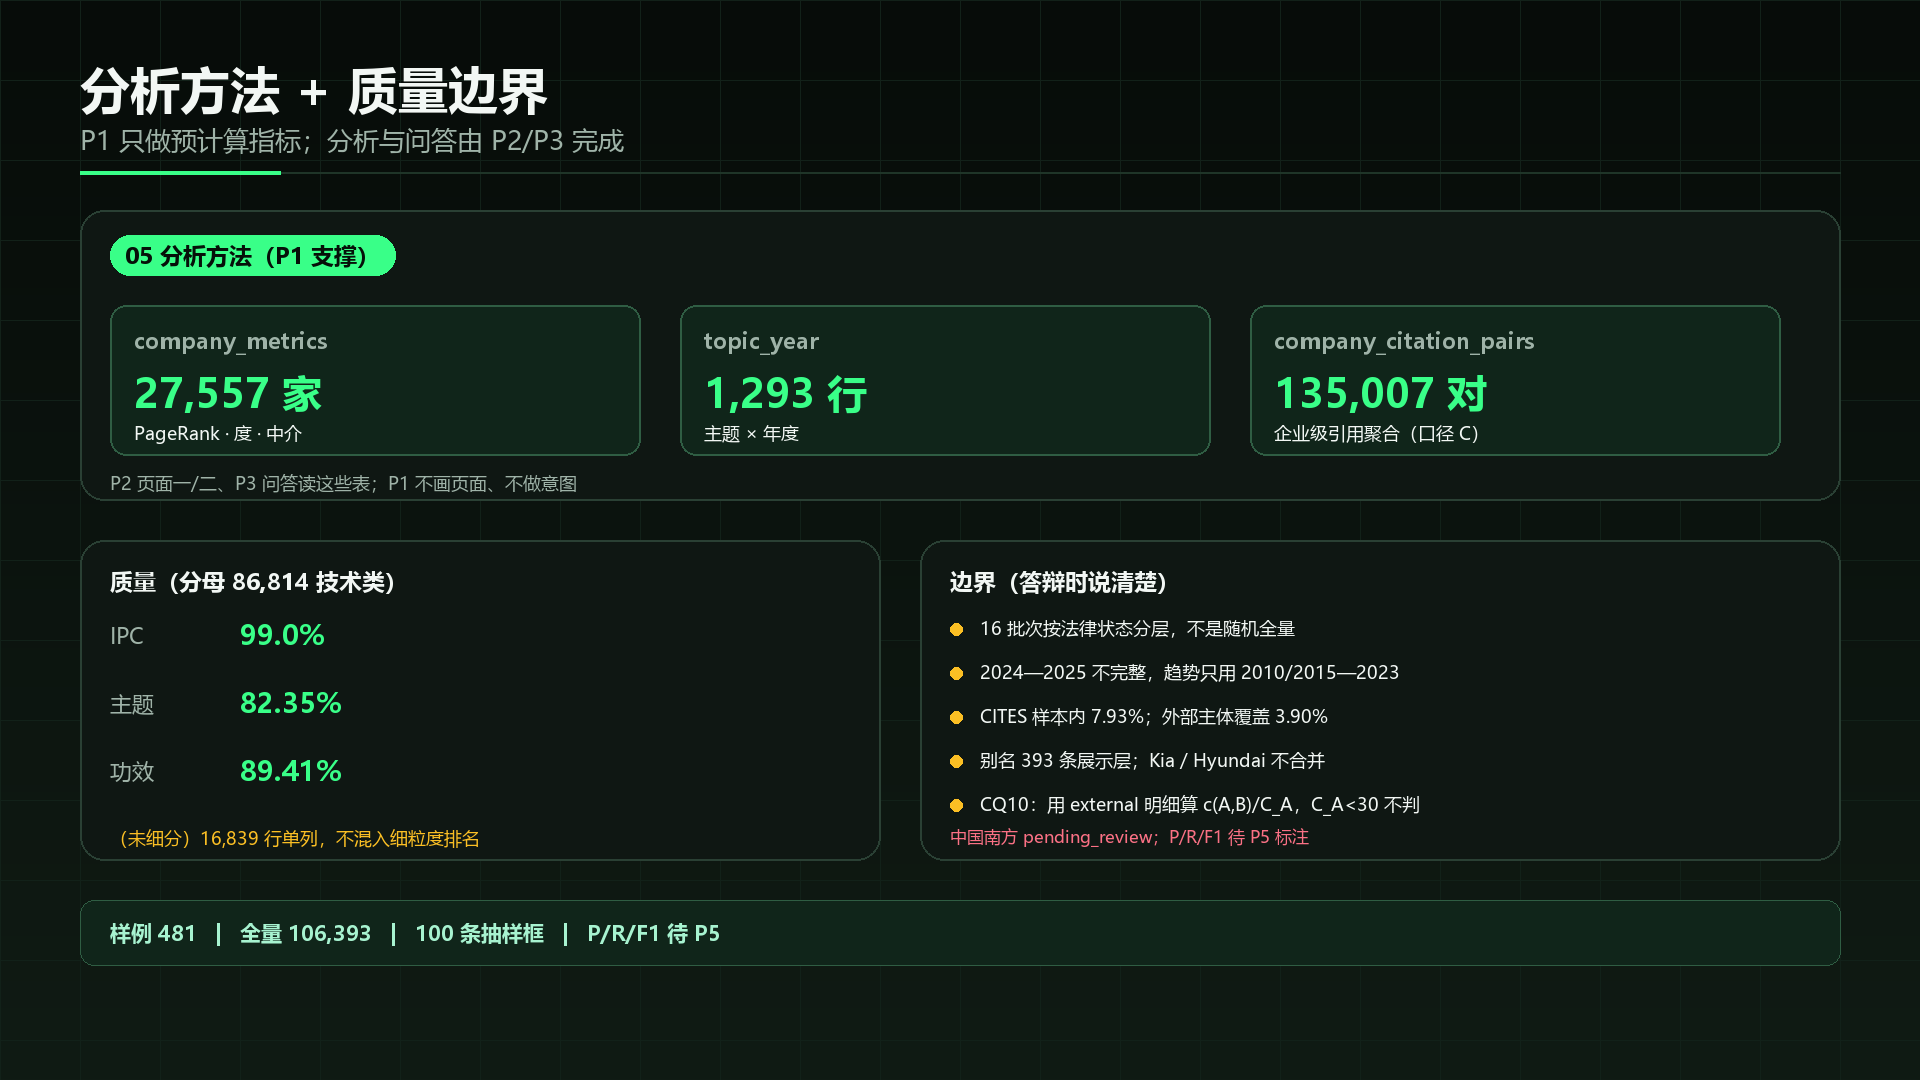 分析方法 + 质量边界
P1 只做预计算指标；分析与问答由 P2/P3 完成
05 分析方法（P1 支撑）
company_metrics
27,557 家
PageRank · 度 · 中介
topic_year
1,293 行
主题 × 年度
company_citation_pairs
135,007 对
企业级引用聚合（口径 C）
P2 页面一/二、P3 问答读这些表；P1 不画页面、不做意图
质量（分母 86,814 技术类）
IPC 99.0%
主题 82.35%
功效 89.41%
（未细分）16,839 行单列，不混入细粒度排名
边界（答辩时说清楚）
16 批次按法律状态分层，不是随机全量
2024—2025 不完整，趋势只用 2010/2015—2023
CITES 样本内 7.93%；外部主体覆盖 3.90%
别名 393 条展示层；Kia / Hyundai 不合并
CQ10：用 external 明细算 c(A,B)/C_A，C_A<30 不判
中国南方 pending_review；P/R/F1 待 P5 标注
样例 481 | 全量 106,393 | 100 条抽样框 | P/R/F1 待 P5